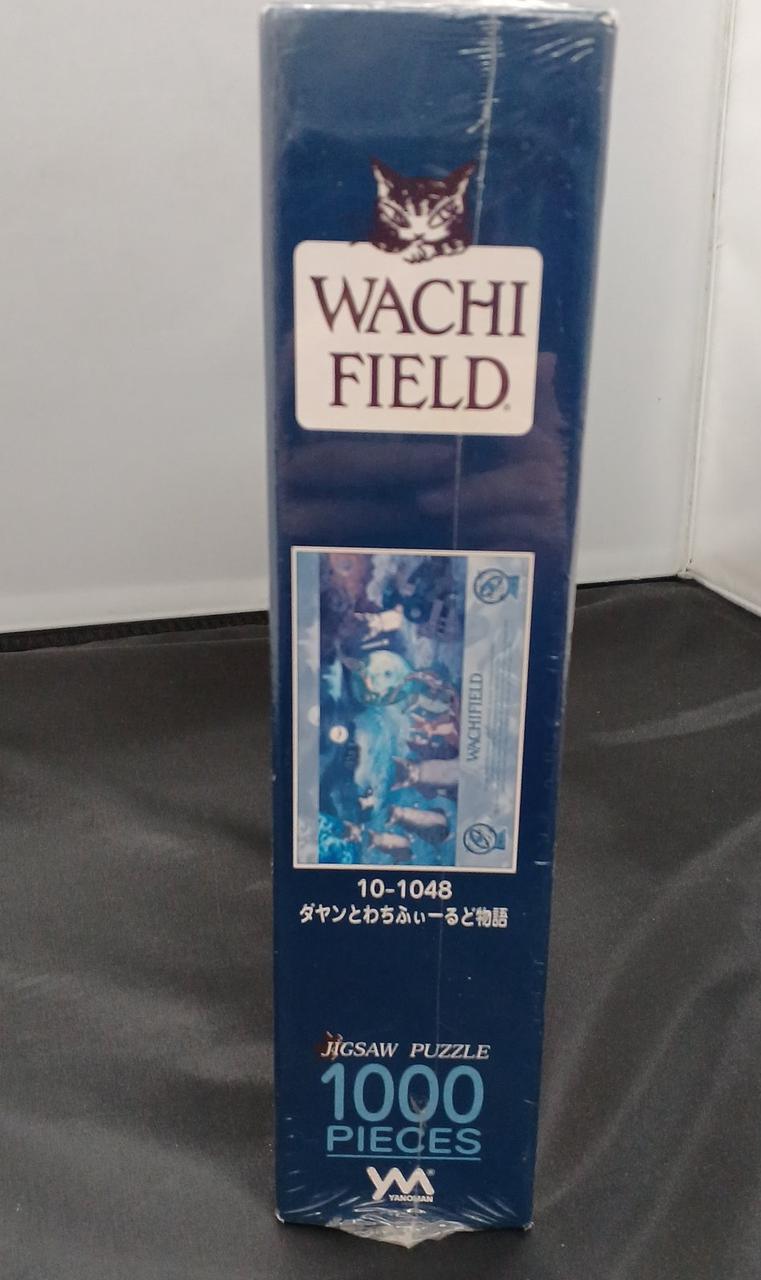 WACHI
FIELD®
WACHIFIELD
10-1048
ダヤンとわちふぃーるど物語
JIGSAW PUZZLE
1000
PIECES
YM®
YANOMAN